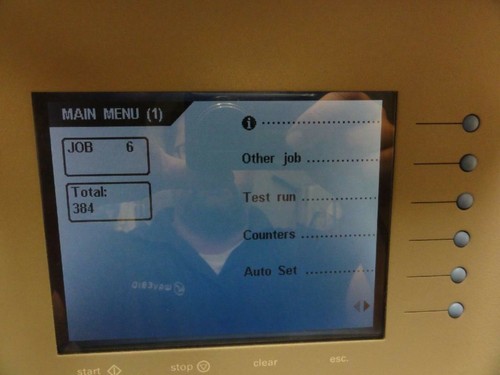 MAIN MENU (1)
JOB 6
Total:
384
i ....................
Other job ............
Test run ..............
Counters ..............
Auto Set ..............
start stop clear esc.